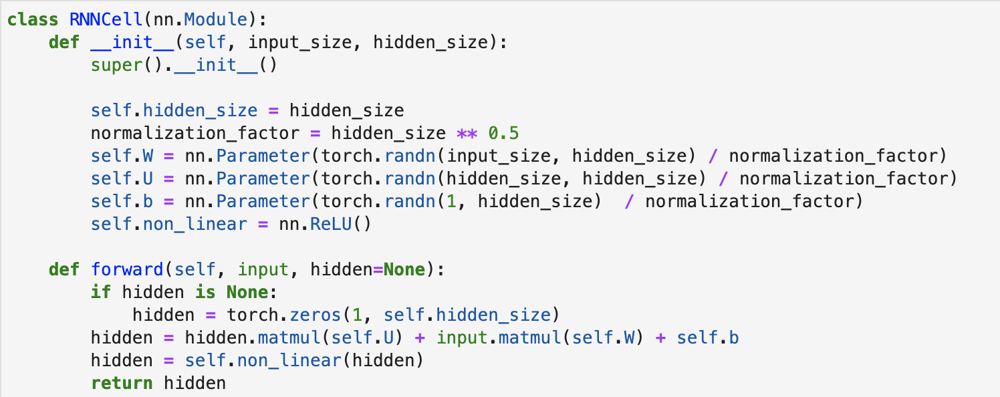 class RNNCell(nn.Module):
    def __init__(self, input_size, hidden_size):
        super().__init__()

        self.hidden_size = hidden_size
        normalization_factor = hidden_size ** 0.5
        self.W = nn.Parameter(torch.randn(input_size, hidden_size) / normalization_factor)
        self.U = nn.Parameter(torch.randn(hidden_size, hidden_size) / normalization_factor)
        self.b = nn.Parameter(torch.randn(1, hidden_size)  / normalization_factor)
        self.non_linear = nn.ReLU()

    def forward(self, input, hidden=None):
        if hidden is None:
            hidden = torch.zeros(1, self.hidden_size)
        hidden = hidden.matmul(self.U) + input.matmul(self.W) + self.b
        hidden = self.non_linear(hidden)
        return hidden